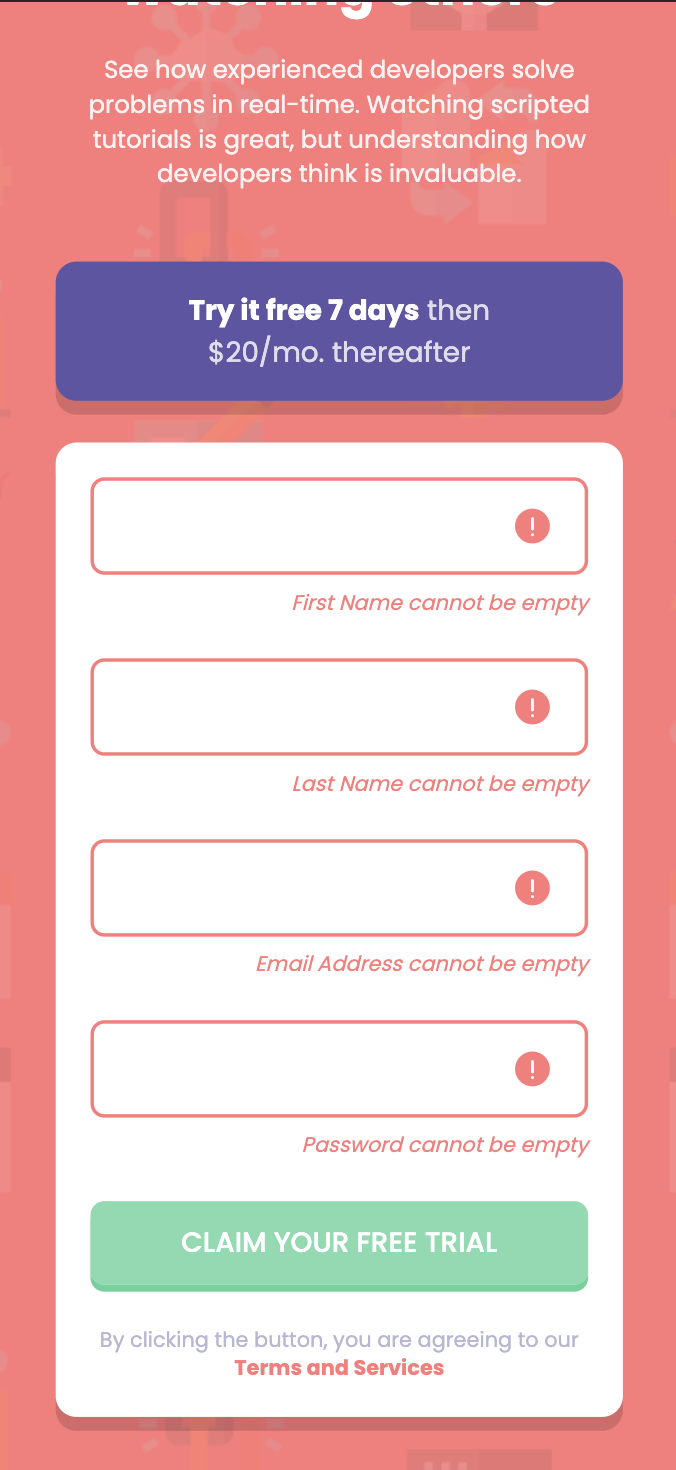 watching others
See how experienced developers solve
problems in real-time. Watching scripted
tutorials is great, but understanding how
developers think is invaluable.
Try it free 7 days then
$20/mo. thereafter
First Name cannot be empty
Last Name cannot be empty
Email Address cannot be empty
Password cannot be empty
CLAIM YOUR FREE TRIAL
By clicking the button, you are agreeing to our
Terms and Services